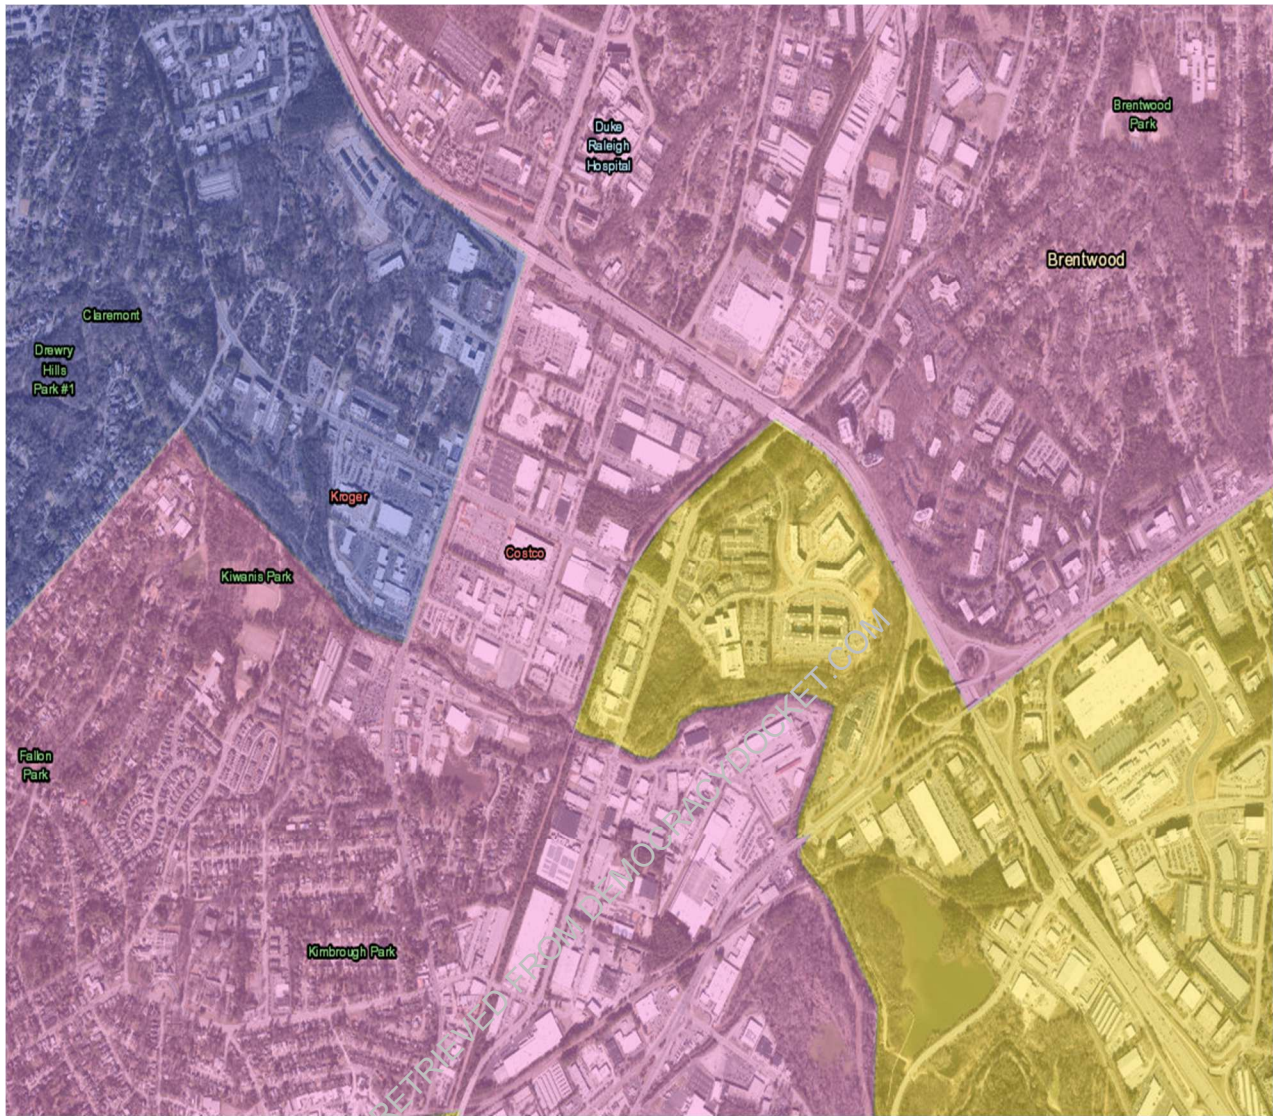 Duke
Raleigh
Hospital
Brentwood
Park
Brentwood
Claremont
Drewry
Hills
Park #1
Kroger
Costco
Kiwanis Park
Fallon
Park
Kimbrough Park
RETRIEVED FROM DEMOCRACYDOCKET.COM